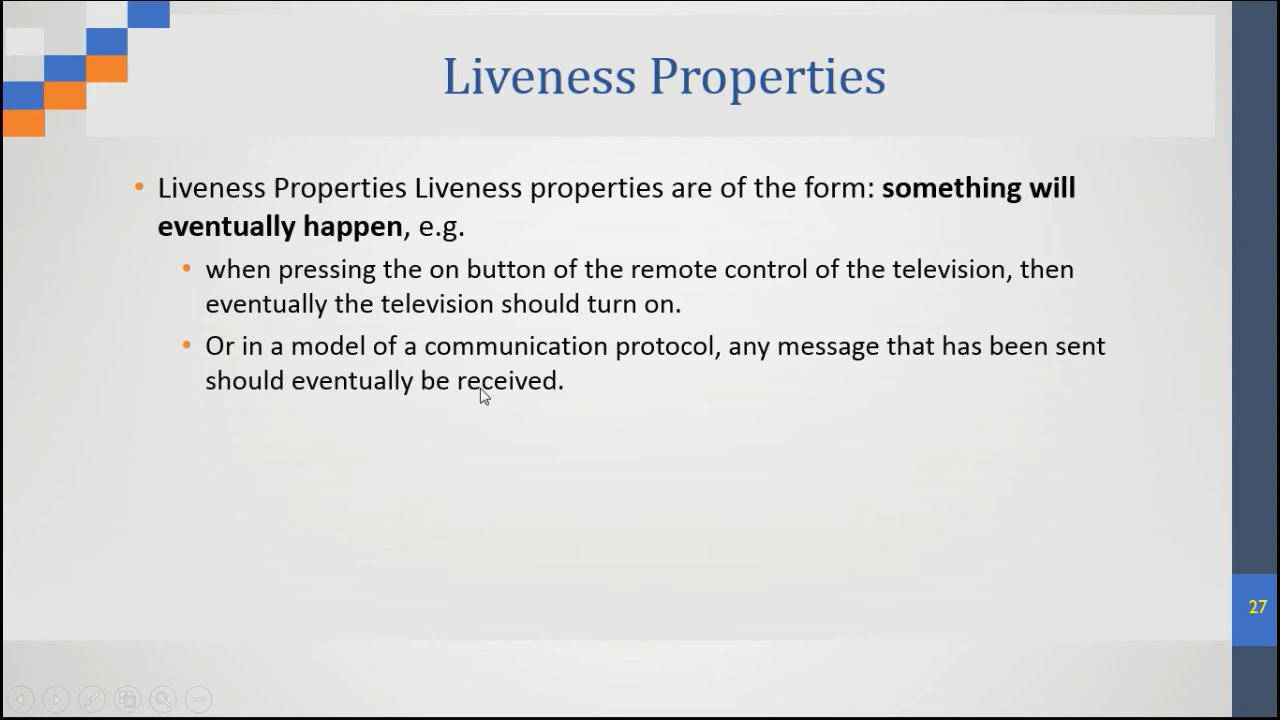 Liveness Properties
• Liveness Properties Liveness properties are of the form: something will
eventually happen, e.g.
• when pressing the on button of the remote control of the television, then
eventually the television should turn on.
• Or in a model of a communication protocol, any message that has been sent
should eventually be received.
27